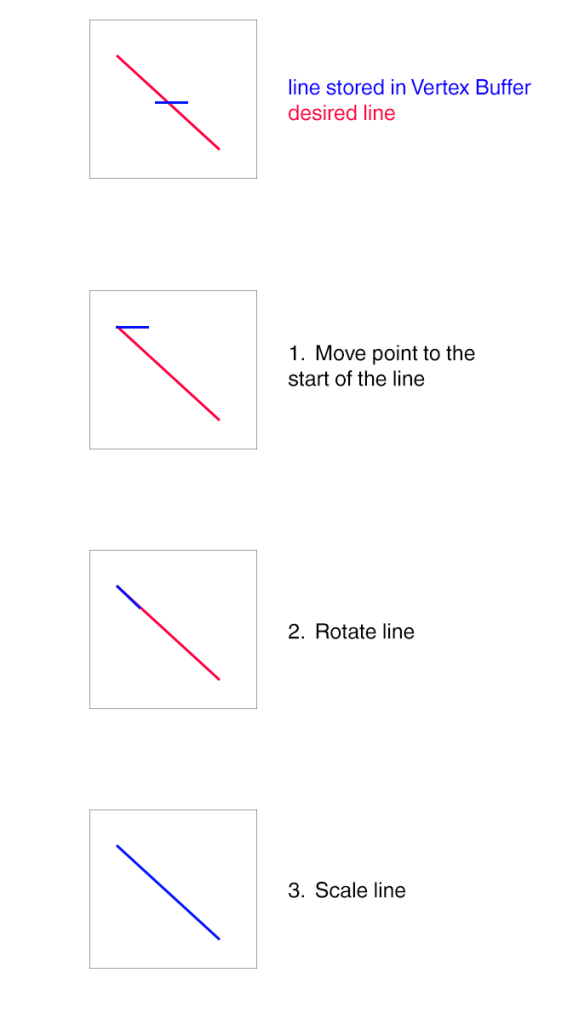 line stored in Vertex Buffer
desired line
1. Move point to the
start of the line
2. Rotate line
3. Scale line